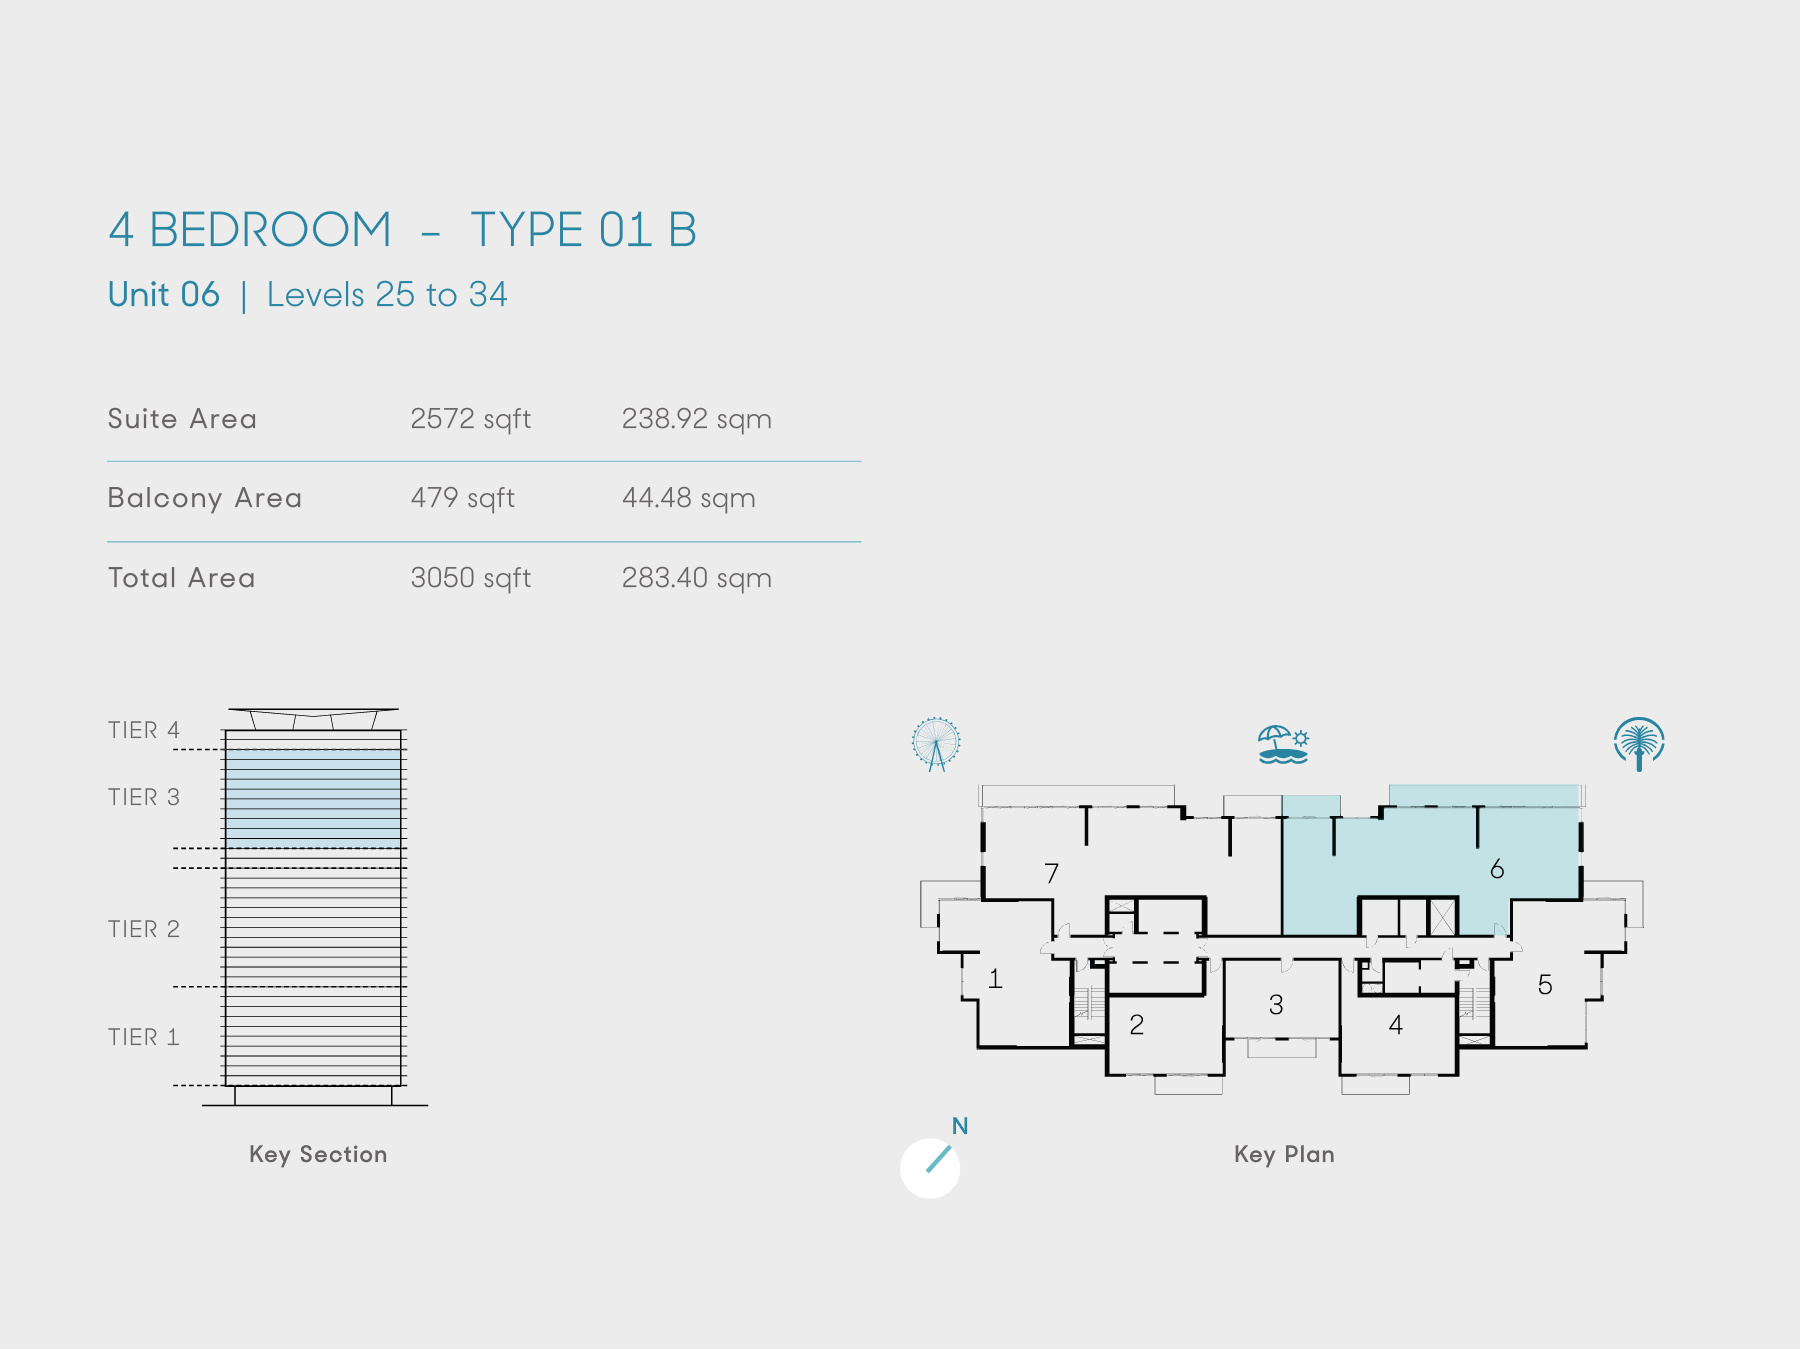 4 BEDROOM – TYPE 01 B
Unit 06 | Levels 25 to 34
Suite Area 2572 sqft 238.92 sqm
Balcony Area 479 sqft 44.48 sqm
Total Area 3050 sqft 283.40 sqm
TIER 4
TIER 3
TIER 2
TIER 1
Key Section
7
6
1
5
3
2
4
N
Key Plan